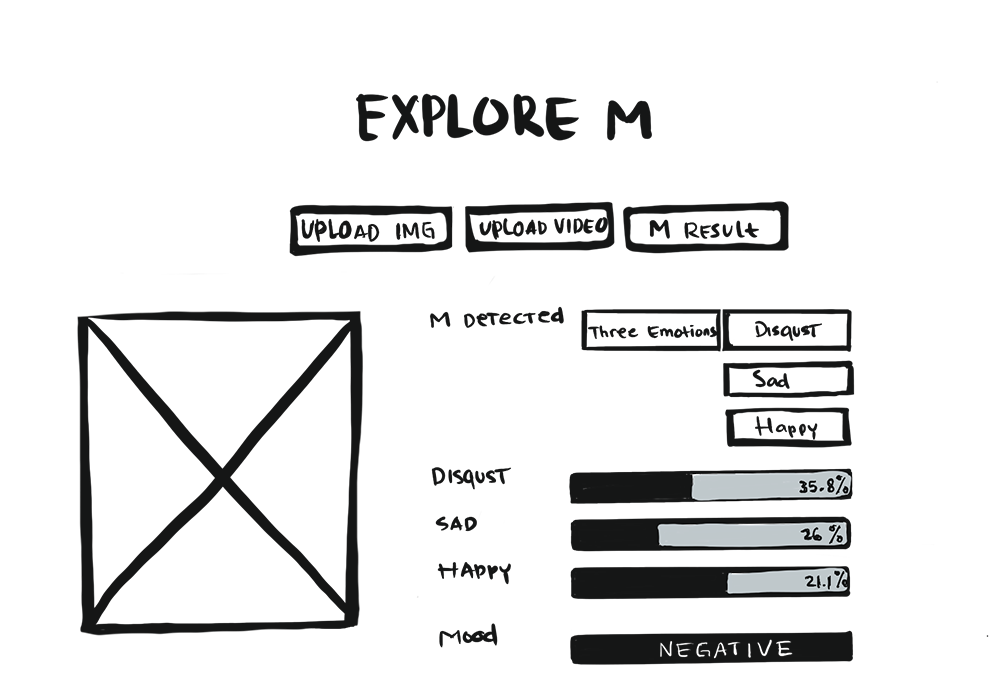 EXPLORE M
UPLOAD IMG UPLOAD VIDEO M RESULT
M DETECTED Three Emotions DISQUST
Sad
Happy
DISQUST 35.8%
SAD 26%
HAPPY 21.1%
Mood NEGATIVE